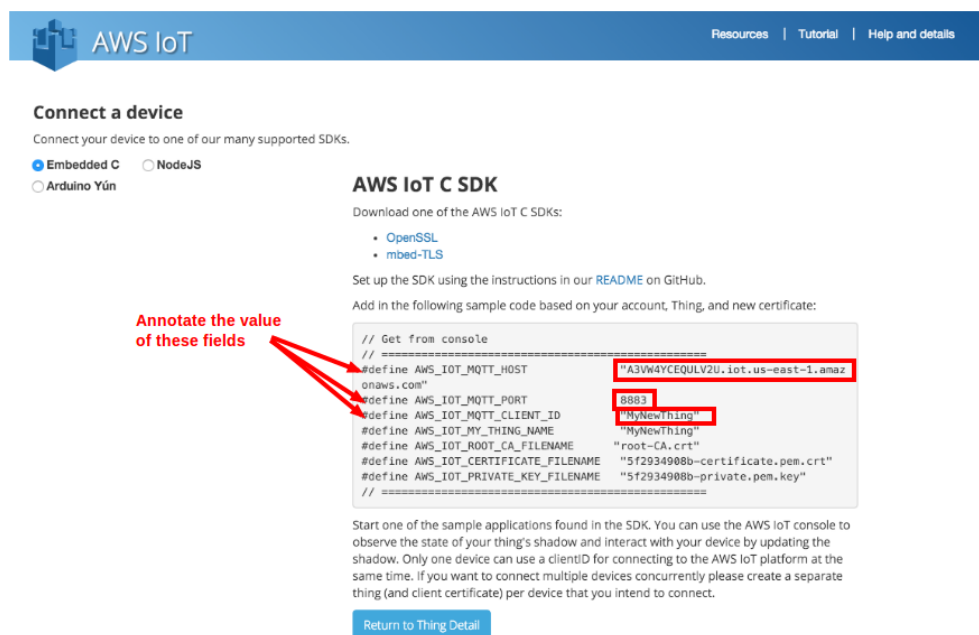 AWS IoT
Resources | Tutorial | Help and details
Connect a device
Connect your device to one of our many supported SDKs.
Embedded C NodeJS
Arduino Yún
AWS IoT C SDK
Download one of the AWS IoT C SDKs:
• OpenSSL
• mbed-TLS
Set up the SDK using the instructions in our README on GitHub.
Add in the following sample code based on your account, Thing, and new certificate:
Annotate the value
of these fields
// Get from console
// =================================================
#define AWS_IOT_MQTT_HOST "A3VW4YCEQULV2U.iot.us-east-1.amaz
onaws.com"
#define AWS_IOT_MQTT_PORT 8883
#define AWS_IOT_MQTT_CLIENT_ID "MyNewThing"
#define AWS_IOT_MY_THING_NAME "MyNewThing"
#define AWS_IOT_ROOT_CA_FILENAME "root-CA.crt"
#define AWS_IOT_CERTIFICATE_FILENAME "5f2934908b-certificate.pem.crt"
#define AWS_IOT_PRIVATE_KEY_FILENAME "5f2934908b-private.pem.key"
// =================================================
Start one of the sample applications found in the SDK. You can use the AWS IoT console to
observe the state of your thing's shadow and interact with your device by updating the
shadow. Only one device can use a clientID for connecting to the AWS IoT platform at the
same time. If you want to connect multiple devices concurrently please create a separate
thing (and client certificate) per device that you intend to connect.
Return to Thing Detail